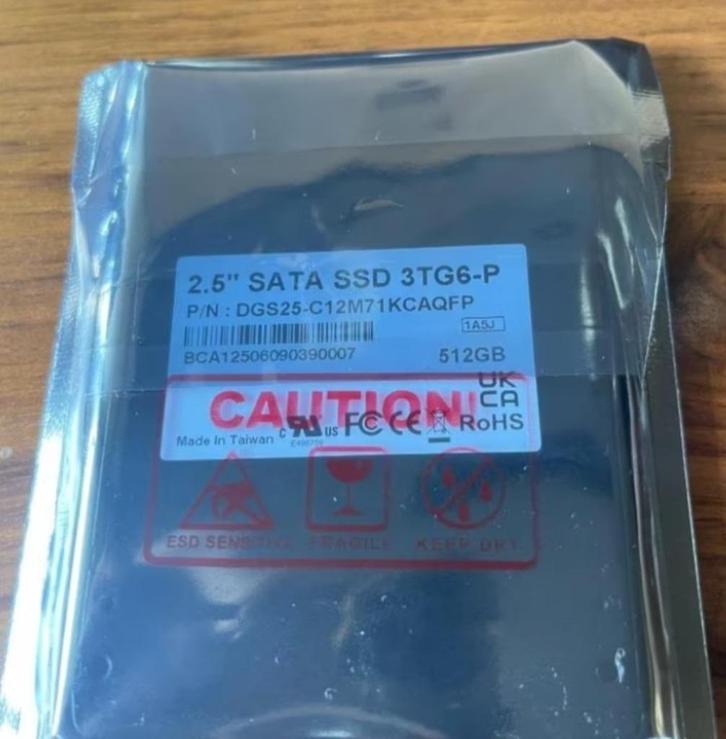 2.5" SATA SSD 3TG6-P
P/N : DGS25-C12M71KCAQFP
1A5J
BCA12506090390007 512GB
UK
CA
CAUTION!
Made In Taiwan c US FC CE RoHS
ESD SENSITIVE FRAGILE KEEP DRY